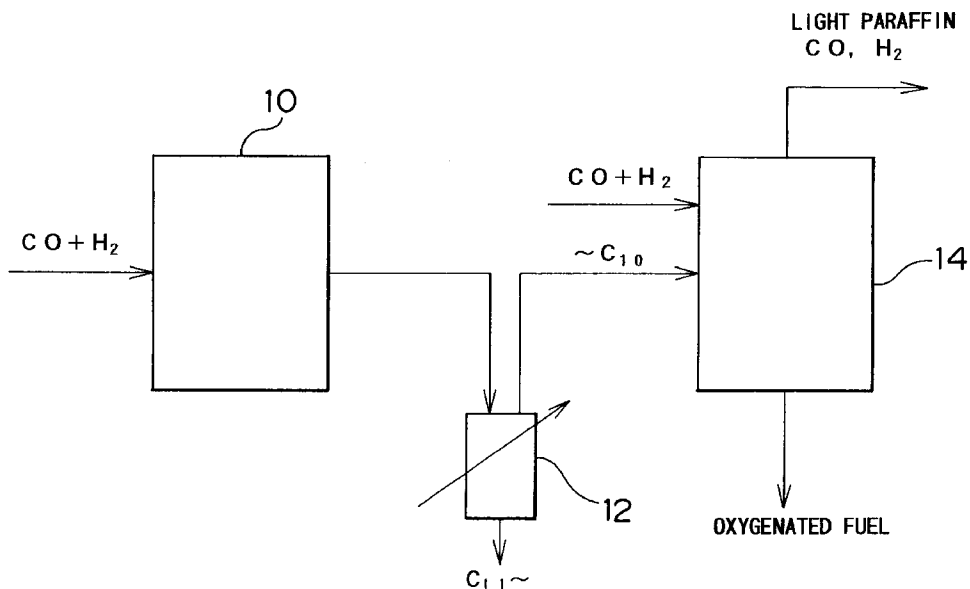 LIGHT PARAFFIN
CO, H₂
10
CO+H₂
CO+H₂
~C₁₀
14
12
C₁₁~
OXYGENATED FUEL